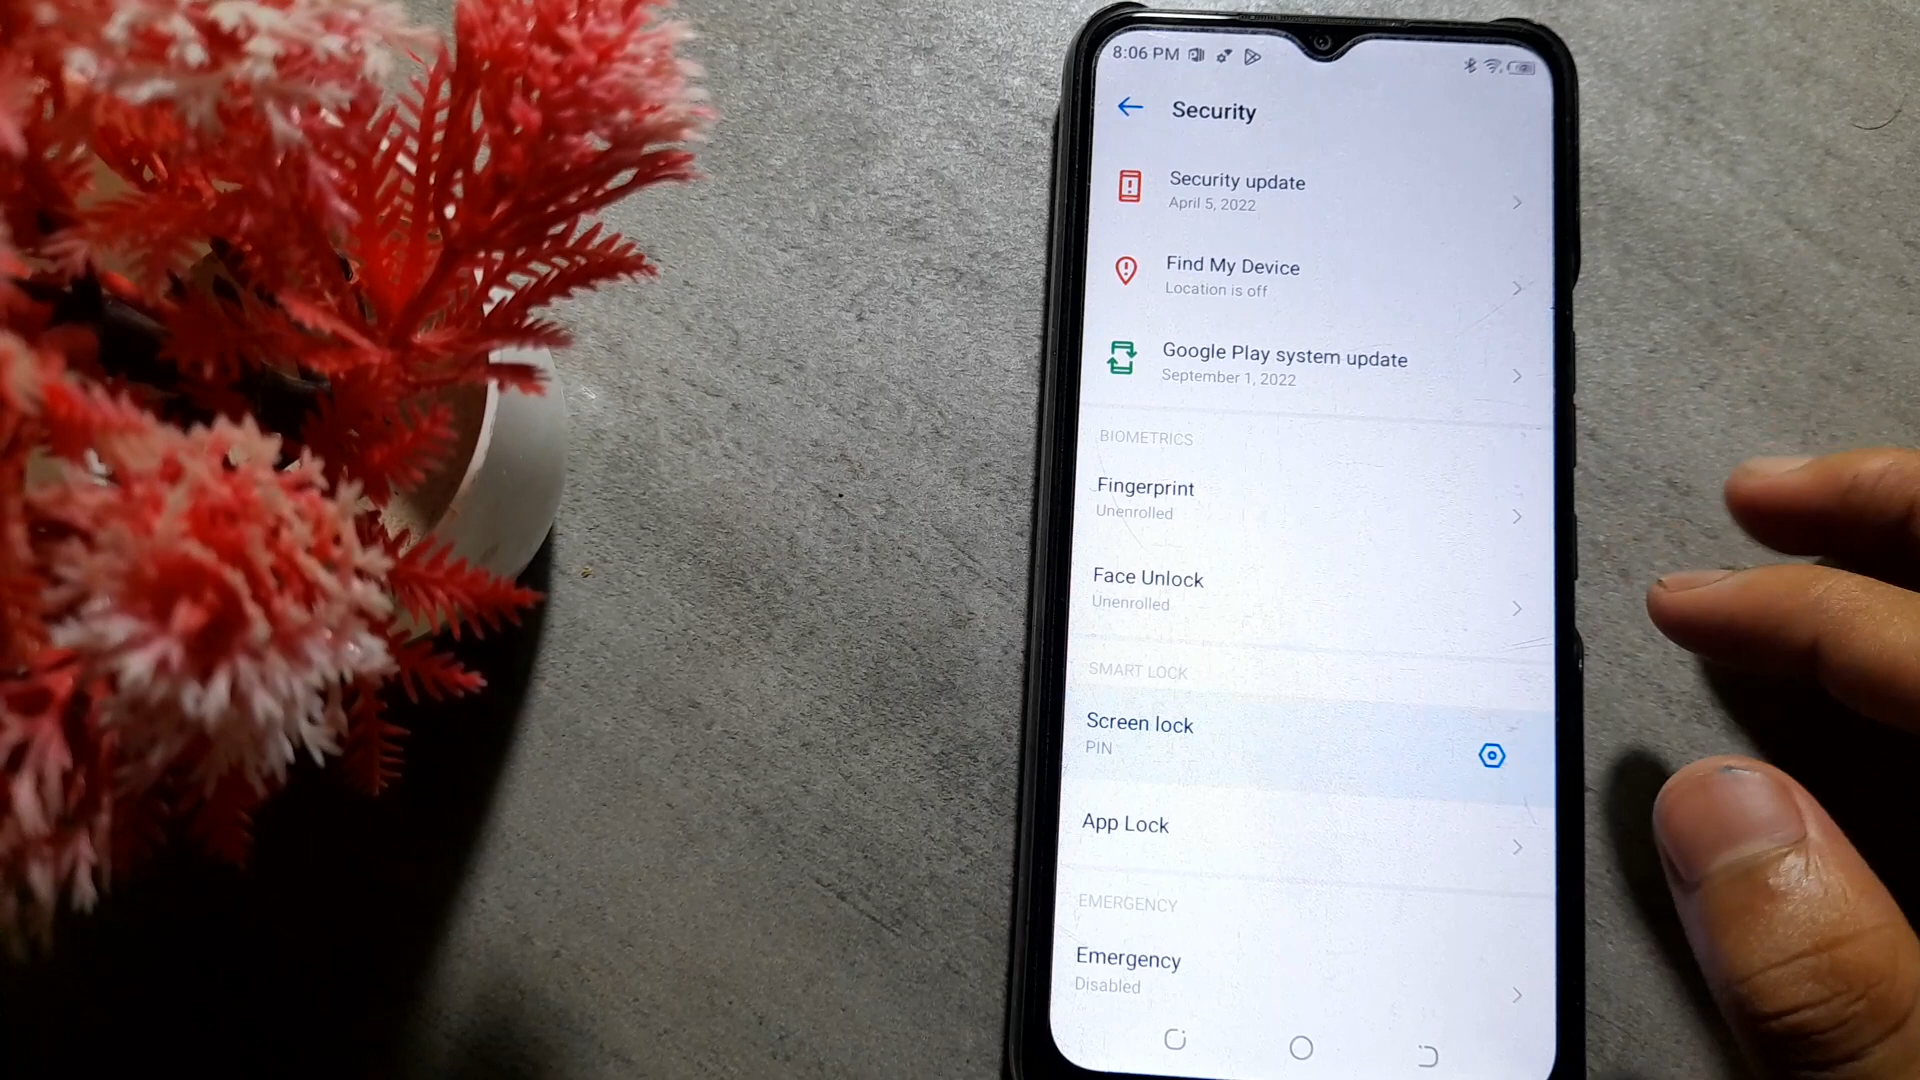 8:06 PM
Security
Security update
April 5, 2022
Find My Device
Location is off
Google Play system update
September 1, 2022
BIOMETRICS
Fingerprint
Unenrolled
Face Unlock
Unenrolled
SMART LOCK
Screen lock
PIN
App Lock
EMERGENCY
Emergency
Disabled